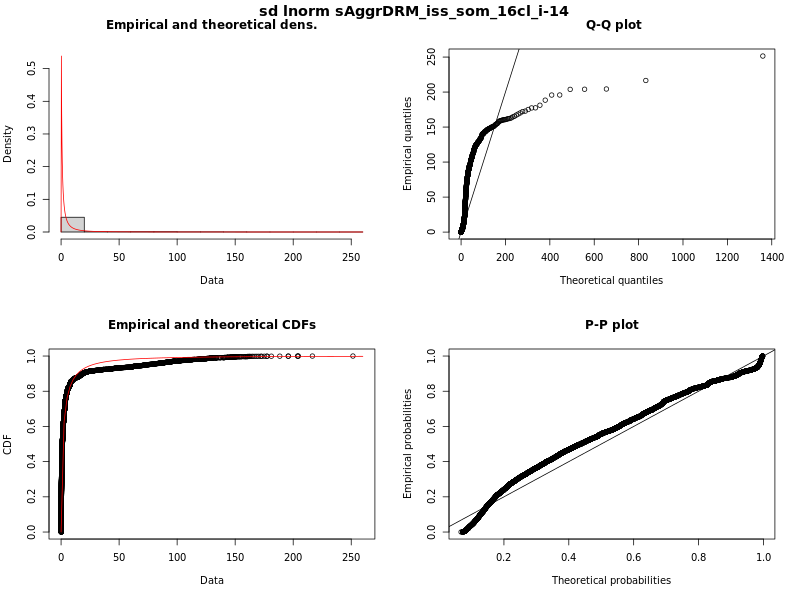 sd lnorm sAggrDRM_iss_som_16cl_i-14
Empirical and theoretical dens.
Density
0.0 0.1 0.2 0.3 0.4 0.5
0 50 100 150 200 250
Data
Q-Q plot
Empirical quantiles
0 50 100 150 200 250
0 200 400 600 800 1000 1200 1400
Theoretical quantiles
Empirical and theoretical CDFs
CDF
0.0 0.2 0.4 0.6 0.8 1.0
0 50 100 150 200 250
Data
P-P plot
Empirical probabilities
0.0 0.2 0.4 0.6 0.8 1.0
0.2 0.4 0.6 0.8 1.0
Theoretical probabilities